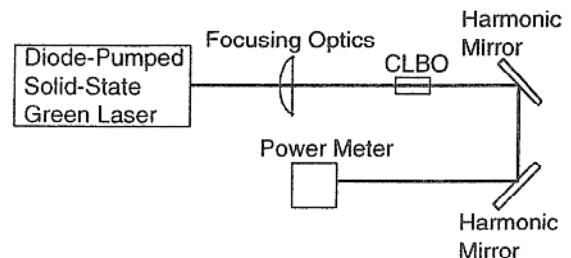 Harmonic
Mirror
Focusing Optics
Diode-Pumped
Solid-State
Green Laser
CLBO
Power Meter
Harmonic
Mirror